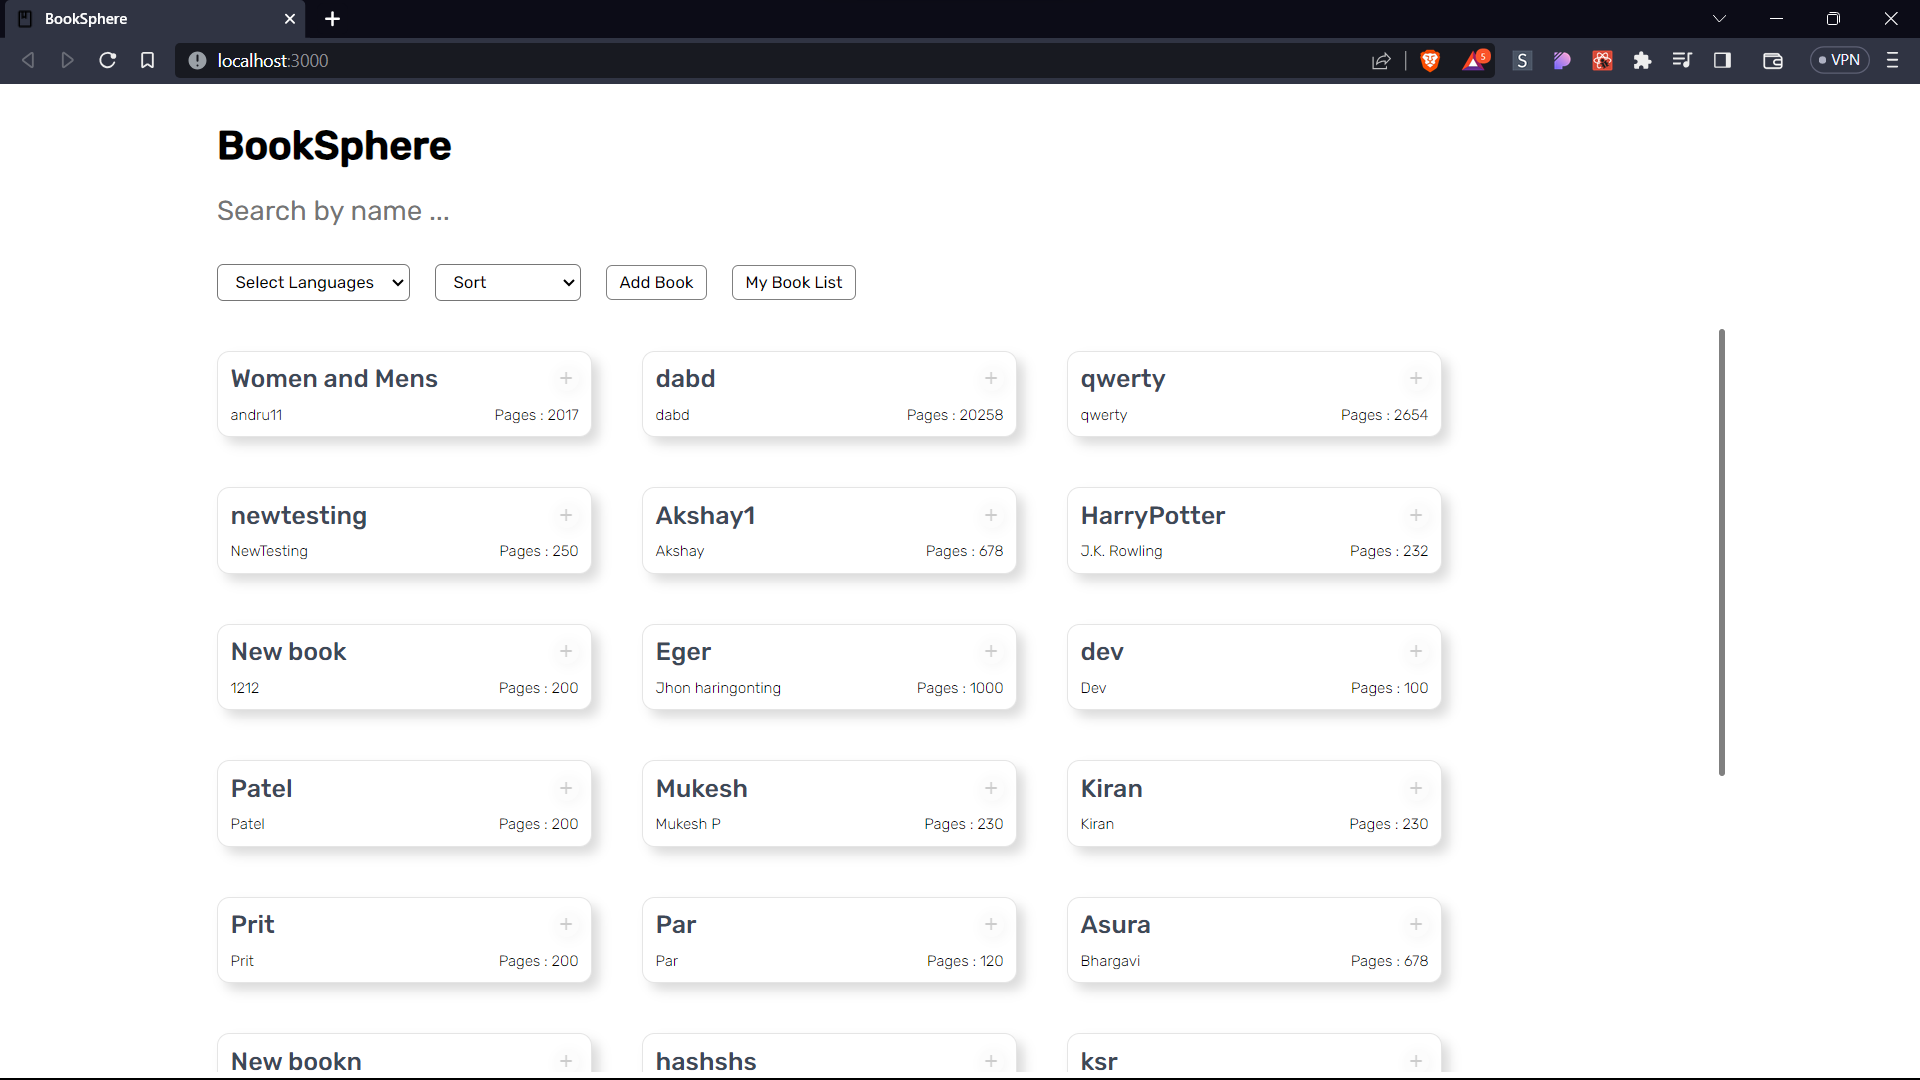 BookSphere
localhost:3000
5
S
VPN
BookSphere
Search by name ...
Select Languages Sort Add Book My Book List
Women and Mens + dabd + qwerty +
andru11 Pages : 2017 dabd Pages : 20258 qwerty Pages : 2654
newtesting + Akshay1 + HarryPotter +
NewTesting Pages : 250 Akshay Pages : 678 J.K. Rowling Pages : 232
New book + Eger + dev +
1212 Pages : 200 Jhon haringonting Pages : 1000 Dev Pages : 100
Patel + Mukesh + Kiran +
Patel Pages : 200 Mukesh P Pages : 230 Kiran Pages : 230
Prit + Par + Asura +
Prit Pages : 200 Par Pages : 120 Bhargavi Pages : 678
New bookn + hashshs + ksr +